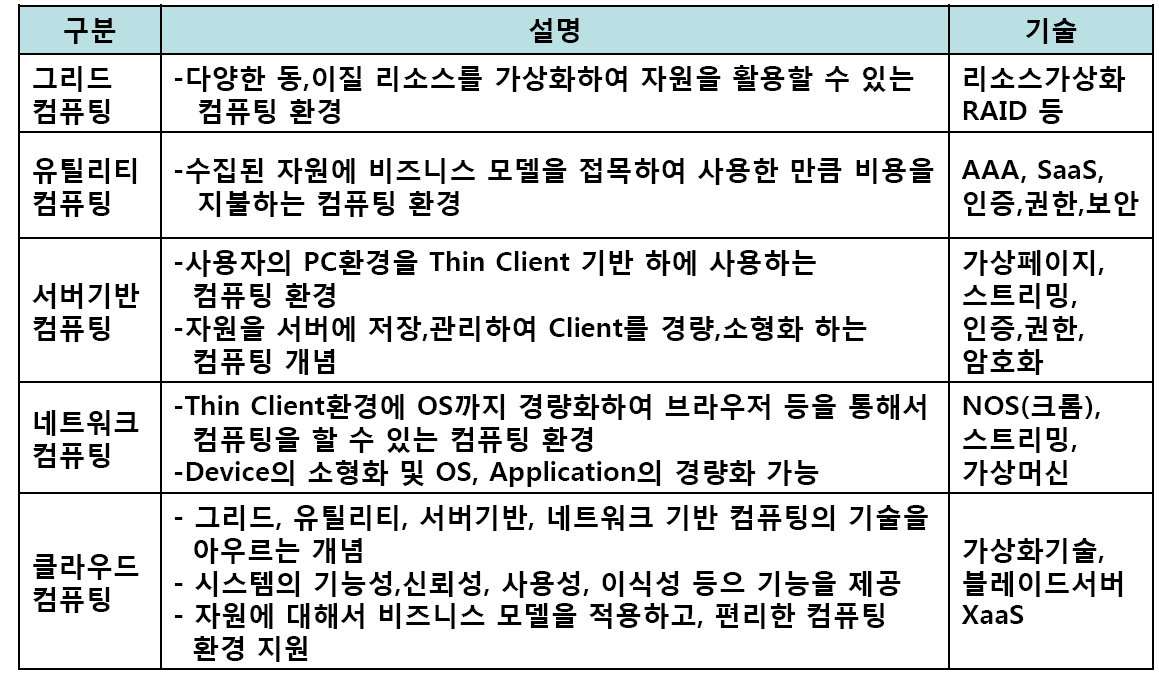 구분 설명 기술
그리드
컴퓨팅
-다양한 동,이질 리소스를 가상화하여 자원을 활용할 수 있는
컴퓨팅 환경
리소스가상화
RAID 등
유틸리티
컴퓨팅
-수집된 자원에 비즈니스 모델을 접목하여 사용한 만큼 비용을
지불하는 컴퓨팅 환경
AAA, SaaS,
인증,권한,보안
서버기반
컴퓨팅
-사용자의 PC환경을 Thin Client 기반 하에 사용하는
컴퓨팅 환경
-자원을 서버에 저장,관리하여 Client를 경량,소형화 하는
컴퓨팅 개념
가상페이지,
스트리밍,
인증,권한,
암호화
네트워크
컴퓨팅
-Thin Client환경에 OS까지 경량화하여 브라우저 등을 통해서
컴퓨팅을 할 수 있는 컴퓨팅 환경
-Device의 소형화 및 OS, Application의 경량화 가능
NOS(크롬),
스트리밍,
가상머신
클라우드
컴퓨팅
- 그리드, 유틸리티, 서버기반, 네트워크 기반 컴퓨팅의 기술을
아우르는 개념
- 시스템의 기능성,신뢰성, 사용성, 이식성 등으 기능을 제공
- 자원에 대해서 비즈니스 모델을 적용하고, 편리한 컴퓨팅
환경 지원
가상화기술,
블레이드서버
XaaS